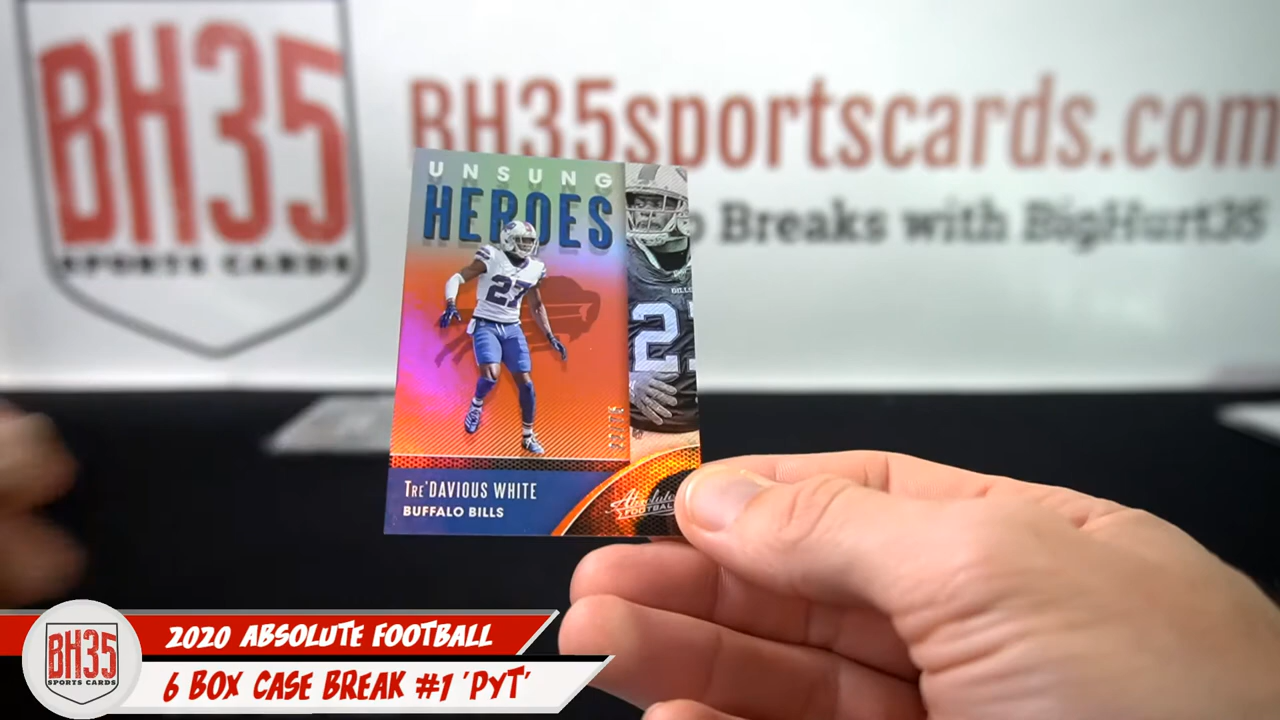 BH35
SPORTS CARDS
BH35sportscards.com
Breaks with BigHurt35
UNSUNG
HEROES
27
2
TRE'DAVIOUS WHITE
BUFFALO BILLS
Absolute
FOOTBALL
BH35
SPORTS CARDS
2020 ABSOLUTE FOOTBALL
6 BOX CASE BREAK #1 'PYT'